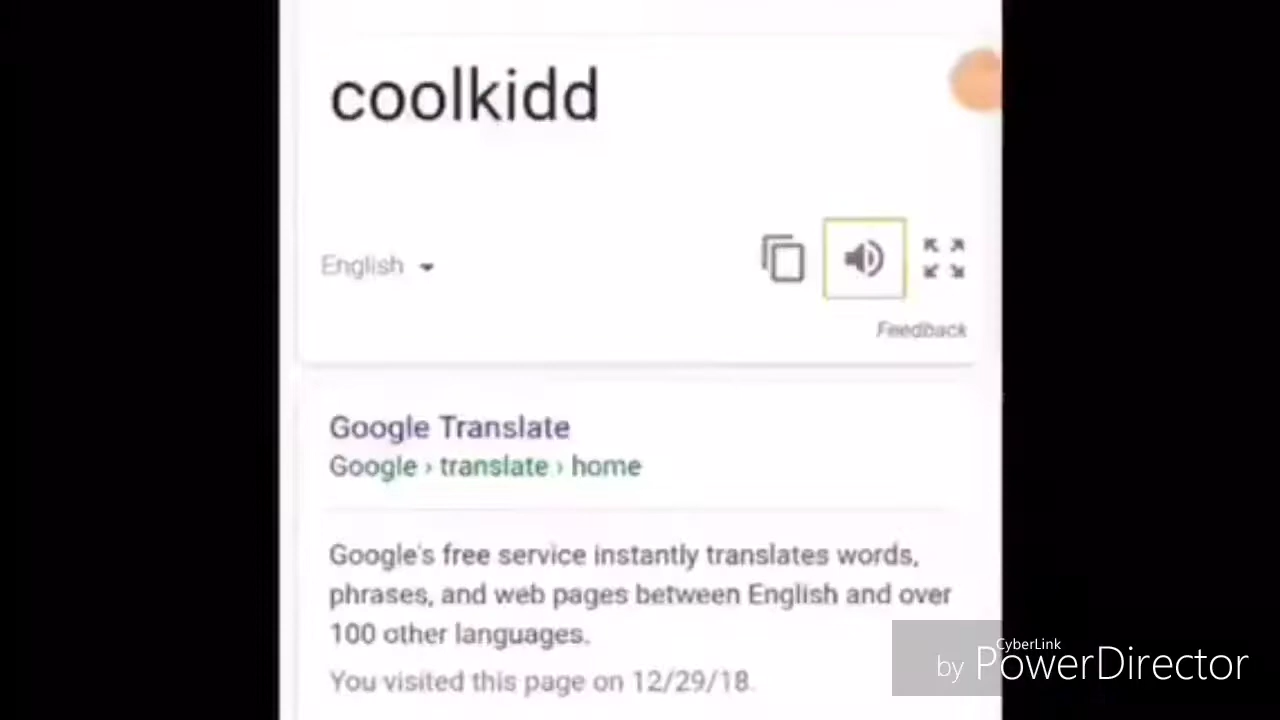 coolkidd
English
Feedback
Google Translate
Google › translate › home
Google's free service instantly translates words,
phrases, and web pages between English and over
100 other languages.
You visited this page on 12/29/18.
CyberLink
by PowerDirector